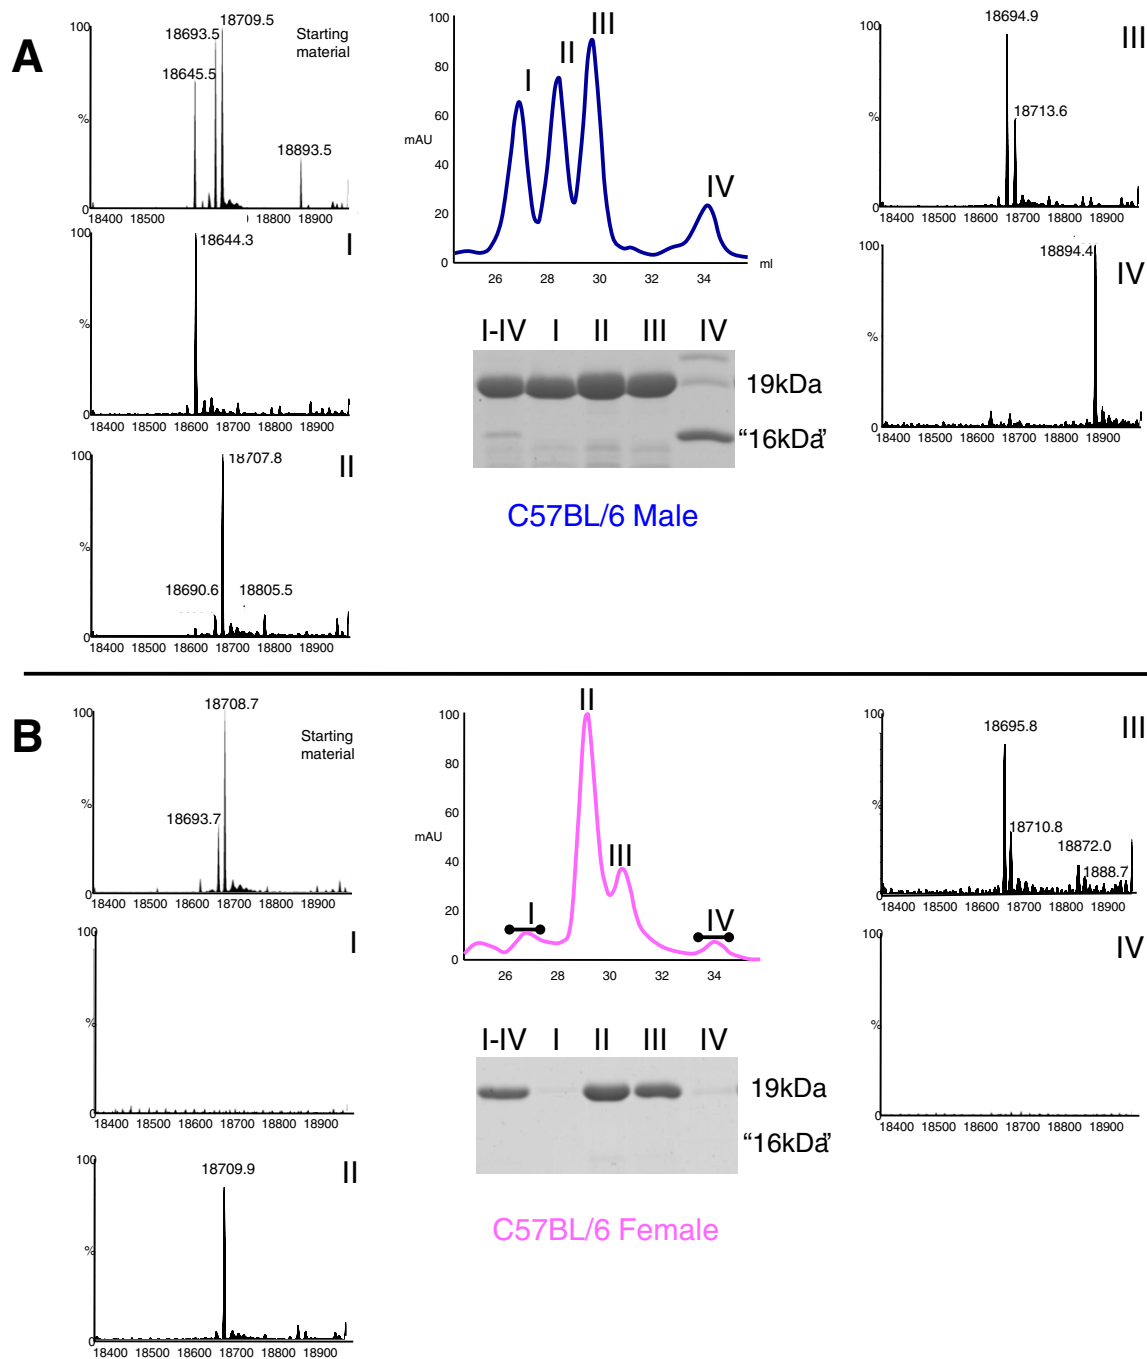 A
100
%
0
18645.5
18693.5
18709.5
Starting
material
18893.5
18400 18500 18800 18900
I
100
%
0
18644.3
18400 18500 18600 18700 18800 18900
II
100
%
0
18707.8
18690.6
18805.5
18400 18500 18600 18700 18800 18900
100
80
60
mAU
40
20
0
I
II
III
IV
26 28 30 32 34 ml
I-IV I II III IV
19kDa
“16kDa”
C57BL/6 Male
III
100
%
0
18694.9
18713.6
18400 18500 18600 18700 18800 18900
IV
100
%
0
18894.4
18400 18500 18600 18700 18800 18900
B
100
%
0
18708.7
18693.7
Starting
material
18400 18500 18600 18700 18800 18900
I
100
%
0
18400 18500 18600 18700 18800 18900
II
100
%
0
18709.9
18400 18500 18600 18700 18800 18900
100
80
60
mAU
40
20
0
I
II
III
IV
26 28 30 32 34
I-IV I II III IV
19kDa
“16kDa”
C57BL/6 Female
III
100
%
0
18695.8
18710.8
18872.0
1888.7
18400 18500 18600 18700 18800 18900
IV
100
%
0
18400 18500 18600 18700 18800 18900